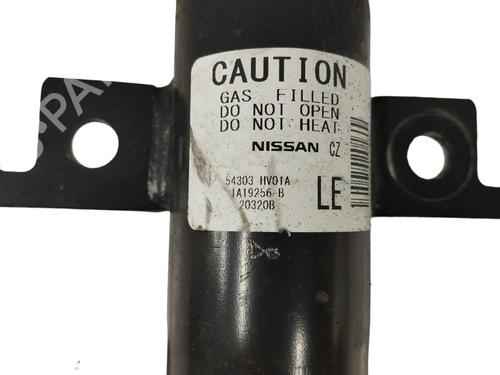 CAUTION
GAS FILLED
DO NOT OPEN
DO NOT HEAT
NISSAN CZ
54303 HV01A
1A19256-B
20320B
LE